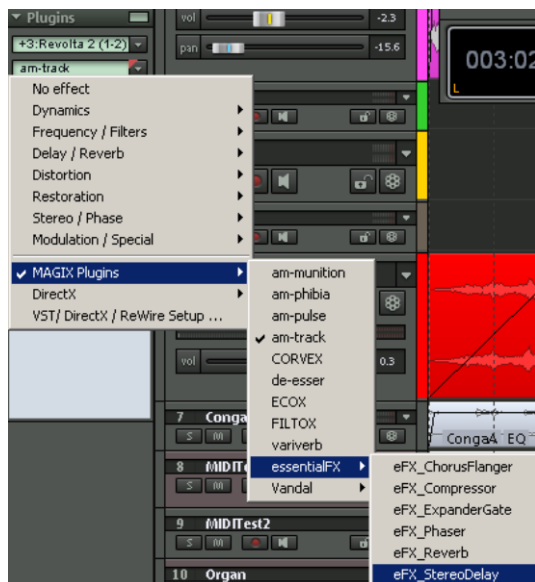 Plugins
+3:Revolta 2 (1-2)
am-track
No effect
Dynamics
Frequency / Filters
Delay / Reverb
Distortion
Restoration
Stereo / Phase
Modulation / Special
MAGIX Plugins
DirectX
VST/ DirectX / ReWire Setup ...
vol
-2.3
pan
-15.6
003:02
L
am-munition
am-phibia
am-pulse
am-track
CORVEX
de-esser
ECOX
FILTOX
variverb
essentialFX
Vandal
eFX_ChorusFlanger
eFX_Compressor
eFX_ExpanderGate
eFX_Phaser
eFX_Reverb
eFX_StereoDelay
vol
0.3
7 Conga
S M
CongaA EQ
8 MIDITe
S M
9 MIDITest2
S M
10 Organ